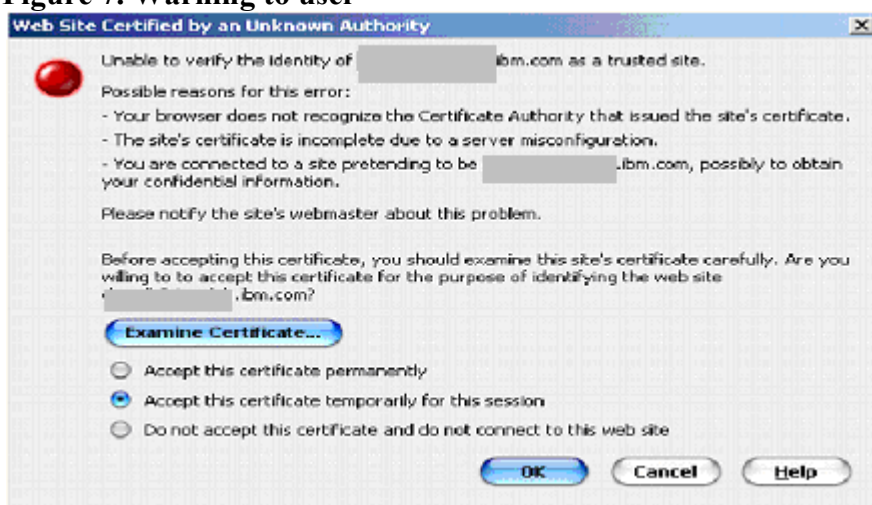 Figure 7. Warning to user
Web Site Certified by an Unknown Authority
Unable to verify the identity of ibm.com as a trusted site.
Possible reasons for this error:
- Your browser does not recognize the Certificate Authority that issued the site's certificate.
- The site's certificate is incomplete due to a server misconfiguration.
- You are connected to a site pretending to be .ibm.com, possibly to obtain
your confidential information.
Please notify the site's webmaster about this problem.
Before accepting this certificate, you should examine this site's certificate carefully. Are you
willing to to accept this certificate for the purpose of identifying the web site
.ibm.com?
Examine Certificate...
Accept this certificate permanently
Accept this certificate temporarily for this session
Do not accept this certificate and do not connect to this web site
OK Cancel Help